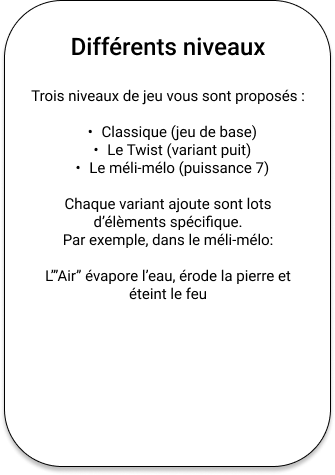 Différents niveaux
Trois niveaux de jeu vous sont proposés :
• Classique (jeu de base)
• Le Twist (variant puit)
• Le méli-mélo (puissance 7)
Chaque variant ajoute sont lots
d’élèments spécifique.
Par exemple, dans le méli-mélo:
L’”Air” évapore l’eau, érode la pierre et
éteint le feu